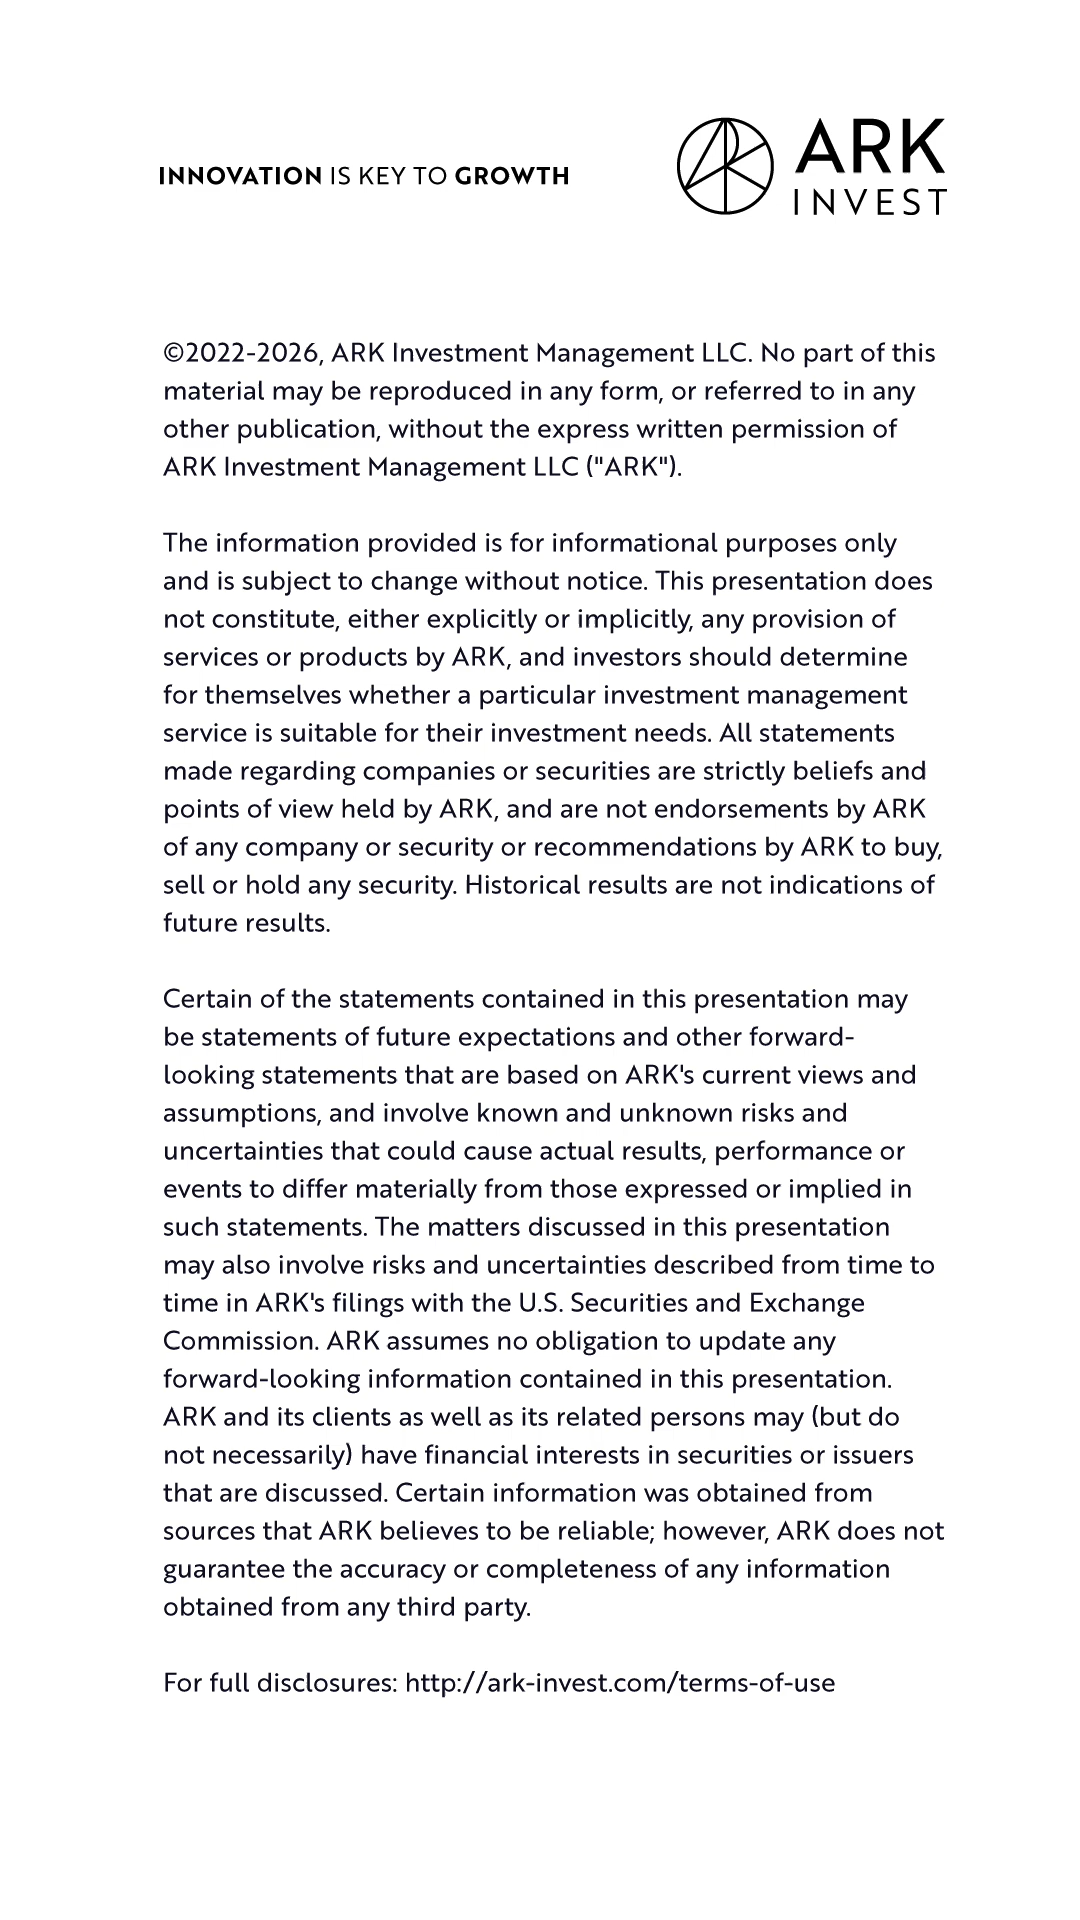 INNOVATION IS KEY TO GROWTH
ARK
INVEST
©2022-2026, ARK Investment Management LLC. No part of this
material may be reproduced in any form, or referred to in any
other publication, without the express written permission of
ARK Investment Management LLC ("ARK").
The information provided is for informational purposes only
and is subject to change without notice. This presentation does
not constitute, either explicitly or implicitly, any provision of
services or products by ARK, and investors should determine
for themselves whether a particular investment management
service is suitable for their investment needs. All statements
made regarding companies or securities are strictly beliefs and
points of view held by ARK, and are not endorsements by ARK
of any company or security or recommendations by ARK to buy,
sell or hold any security. Historical results are not indications of
future results.
Certain of the statements contained in this presentation may
be statements of future expectations and other forward-
looking statements that are based on ARK's current views and
assumptions, and involve known and unknown risks and
uncertainties that could cause actual results, performance or
events to differ materially from those expressed or implied in
such statements. The matters discussed in this presentation
may also involve risks and uncertainties described from time to
time in ARK's filings with the U.S. Securities and Exchange
Commission. ARK assumes no obligation to update any
forward-looking information contained in this presentation.
ARK and its clients as well as its related persons may (but do
not necessarily) have financial interests in securities or issuers
that are discussed. Certain information was obtained from
sources that ARK believes to be reliable; however, ARK does not
guarantee the accuracy or completeness of any information
obtained from any third party.
For full disclosures: http://ark-invest.com/terms-of-use